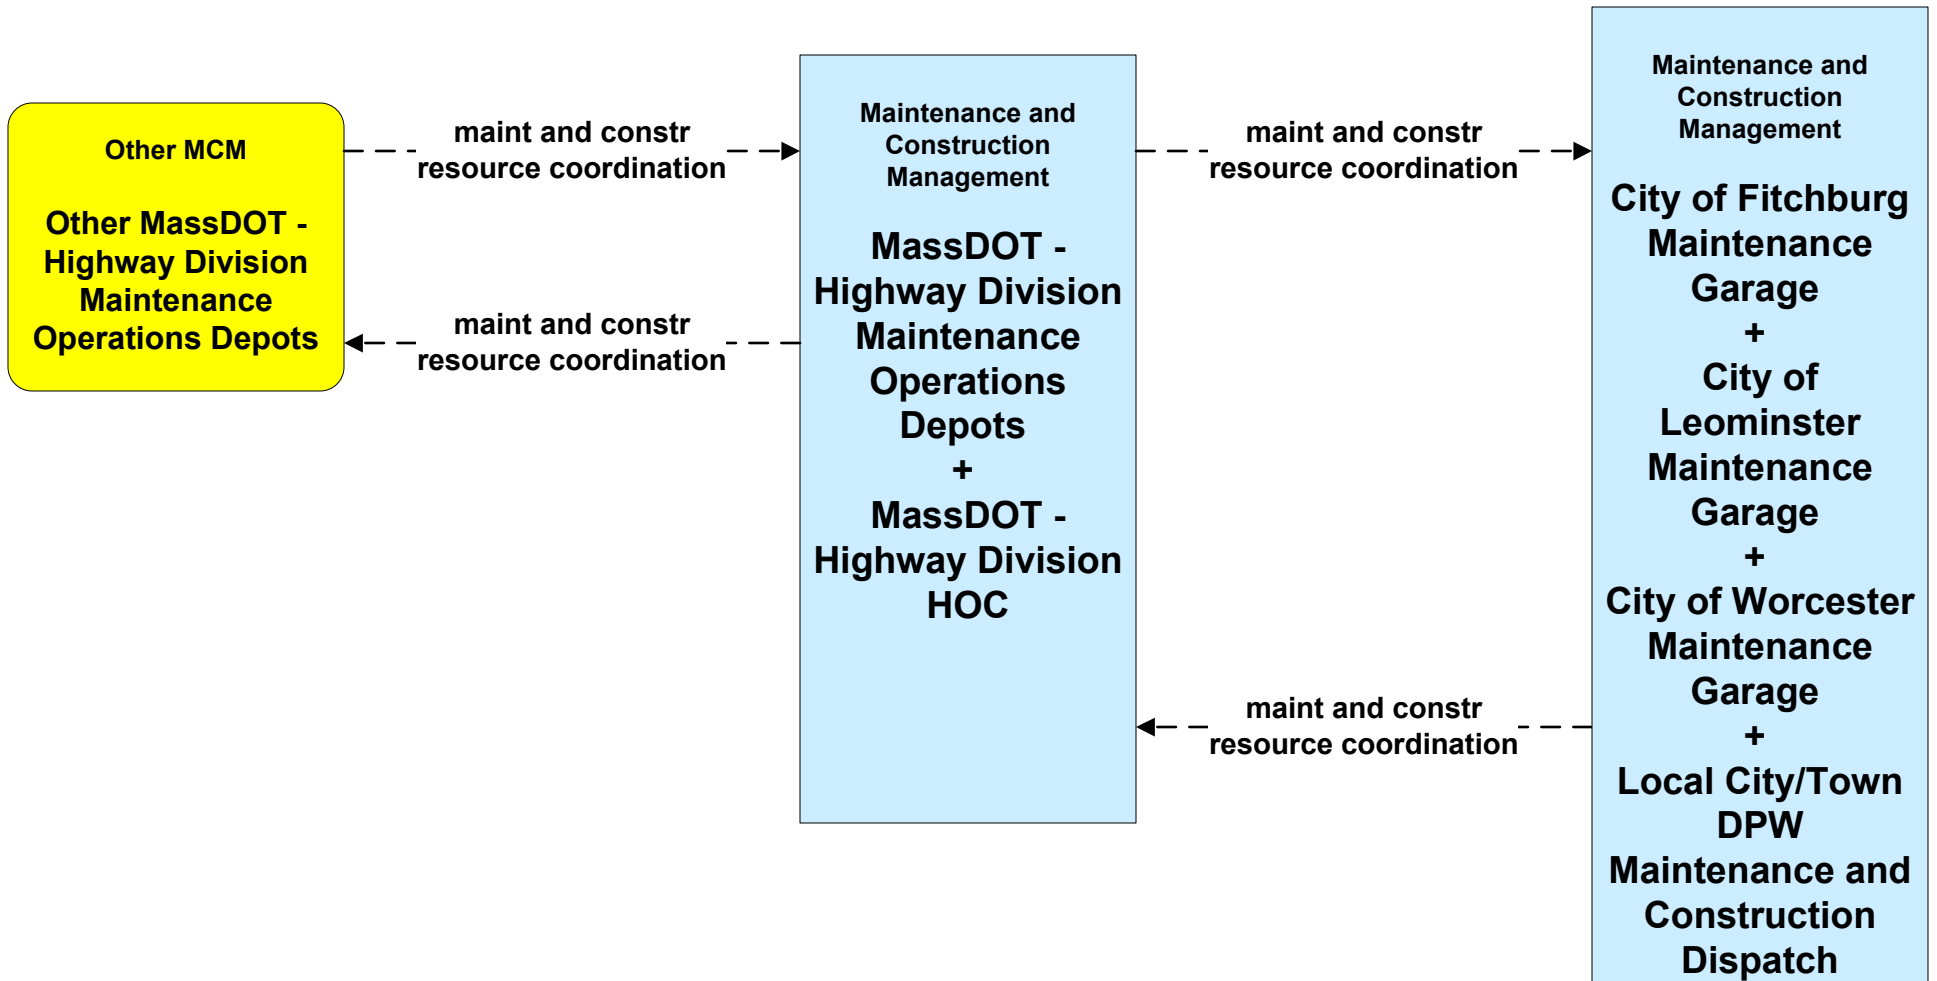 Other MCM
Other MassDOT -
Highway Division
Maintenance
Operations Depots
maint and constr
resource coordination
maint and constr
resource coordination
Maintenance and
Construction
Management
MassDOT -
Highway Division
Maintenance
Operations
Depots
+
MassDOT -
Highway Division
HOC
maint and constr
resource coordination
maint and constr
resource coordination
Maintenance and
Construction
Management
City of Fitchburg
Maintenance
Garage
+
City of
Leominster
Maintenance
Garage
+
City of Worcester
Maintenance
Garage
+
Local City/Town
DPW
Maintenance and
Construction
Dispatch